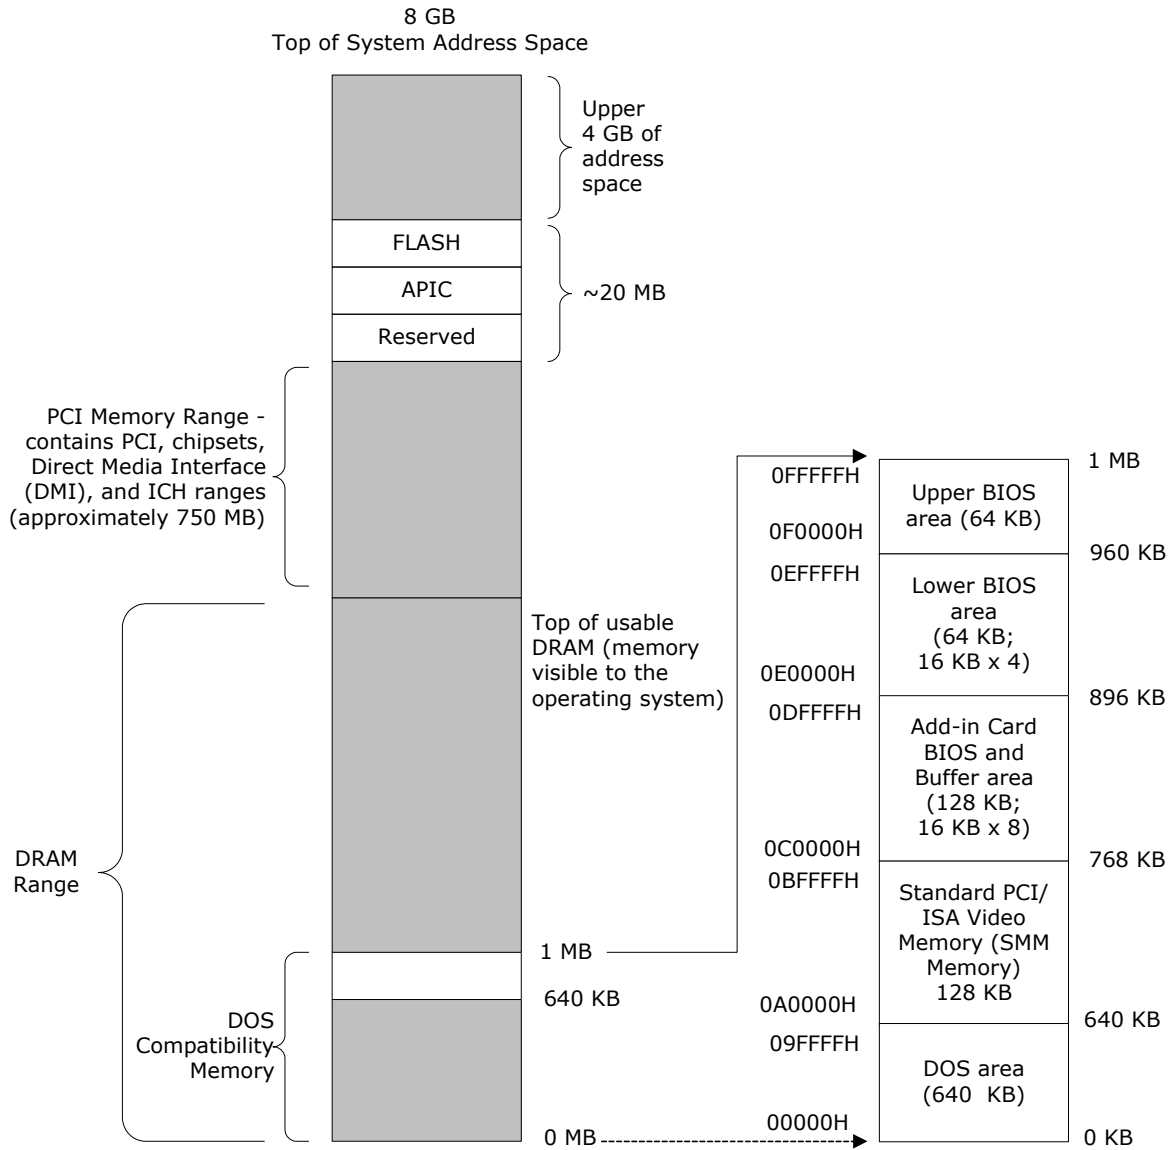 8 GB
Top of System Address Space
Upper
4 GB of
address
space
FLASH
APIC
Reserved
~20 MB
PCI Memory Range -
contains PCI, chipsets,
Direct Media Interface
(DMI), and ICH ranges
(approximately 750 MB)
Top of usable
DRAM (memory
visible to the
operating system)
DRAM
Range
1 MB
640 KB
DOS
Compatibility
Memory
0 MB
0FFFFFH
0F0000H
0EFFFFH
0E0000H
0DFFFFH
0C0000H
0BFFFFH
0A0000H
09FFFFH
00000H
Upper BIOS
area (64 KB)
Lower BIOS
area
(64 KB;
16 KB x 4)
Add-in Card
BIOS and
Buffer area
(128 KB;
16 KB x 8)
Standard PCI/
ISA Video
Memory (SMM
Memory)
128 KB
DOS area
(640  KB)
1 MB
960 KB
896 KB
768 KB
640 KB
0 KB